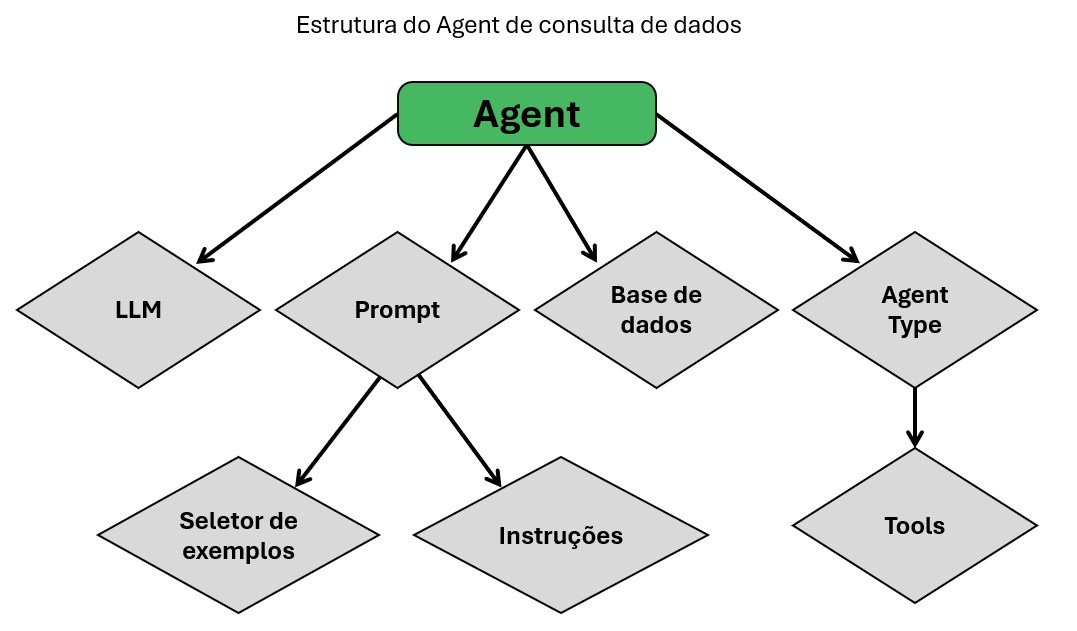 Estrutura do Agent de consulta de dados
Agent
LLM
Prompt
Base de
dados
Agent
Type
Seletor de
exemplos
Instruções
Tools